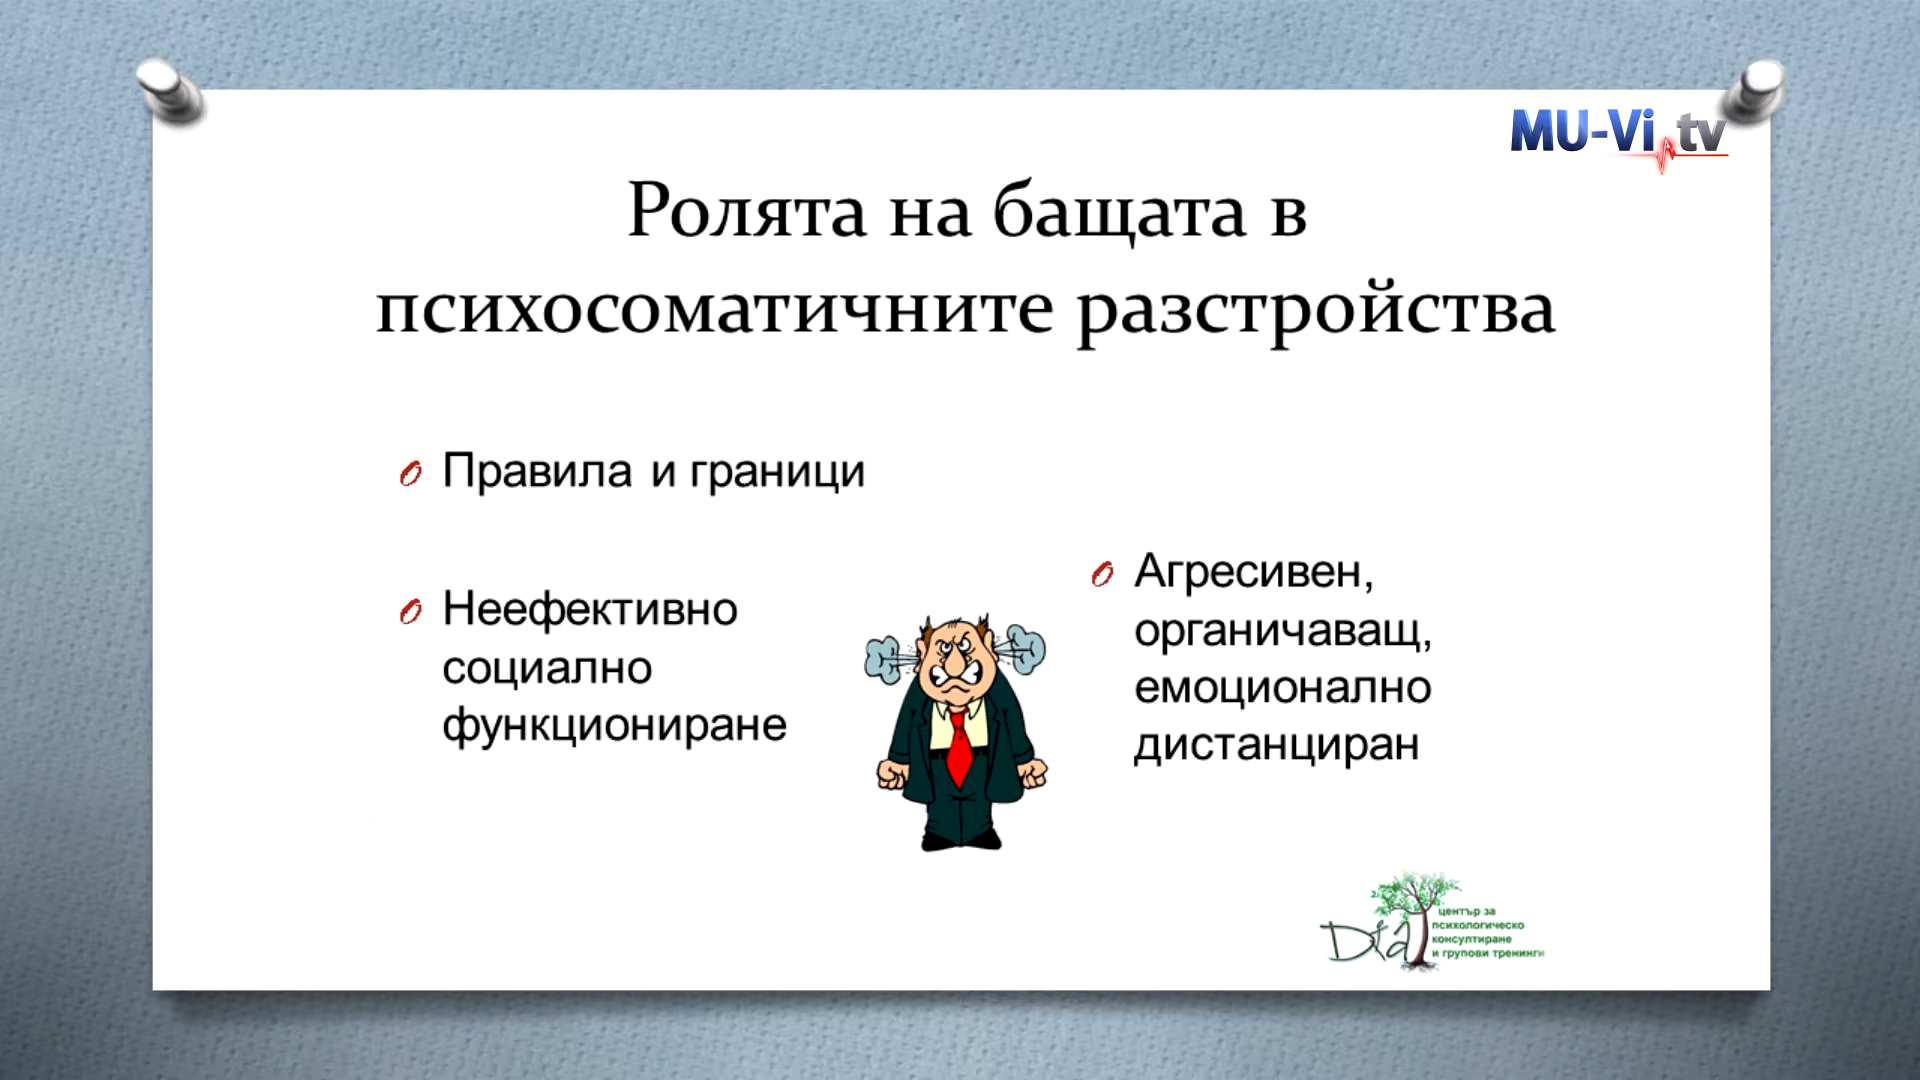 MU-Vi.tv
Ролята на бащата в
психосоматичните разстройства
Правила и граници
Неефективно
социално
функциониране
Агресивен,
органичаващ,
емоционално
дистанциран
Dia
център за
психологическо
консултиране
и групови тренинги